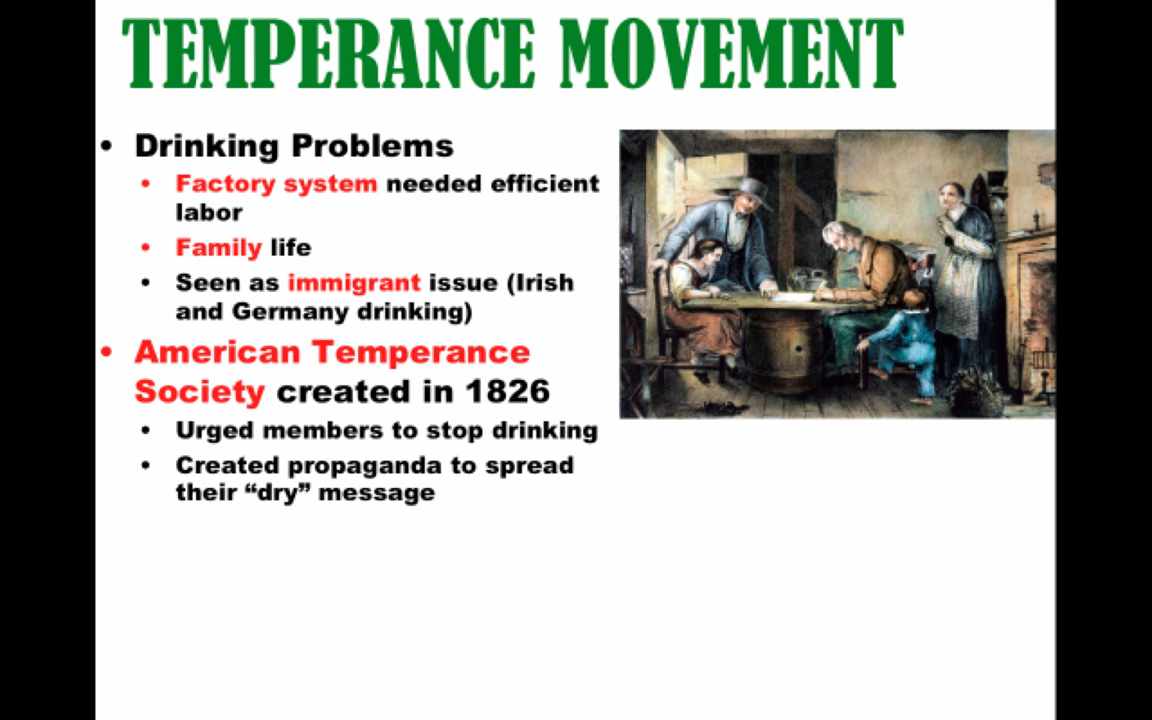 TEMPERANCE MOVEMENT
• Drinking Problems
• Factory system needed efficient
labor
• Family life
• Seen as immigrant issue (Irish
and Germany drinking)
• American Temperance
Society created in 1826
• Urged members to stop drinking
• Created propaganda to spread
their “dry” message